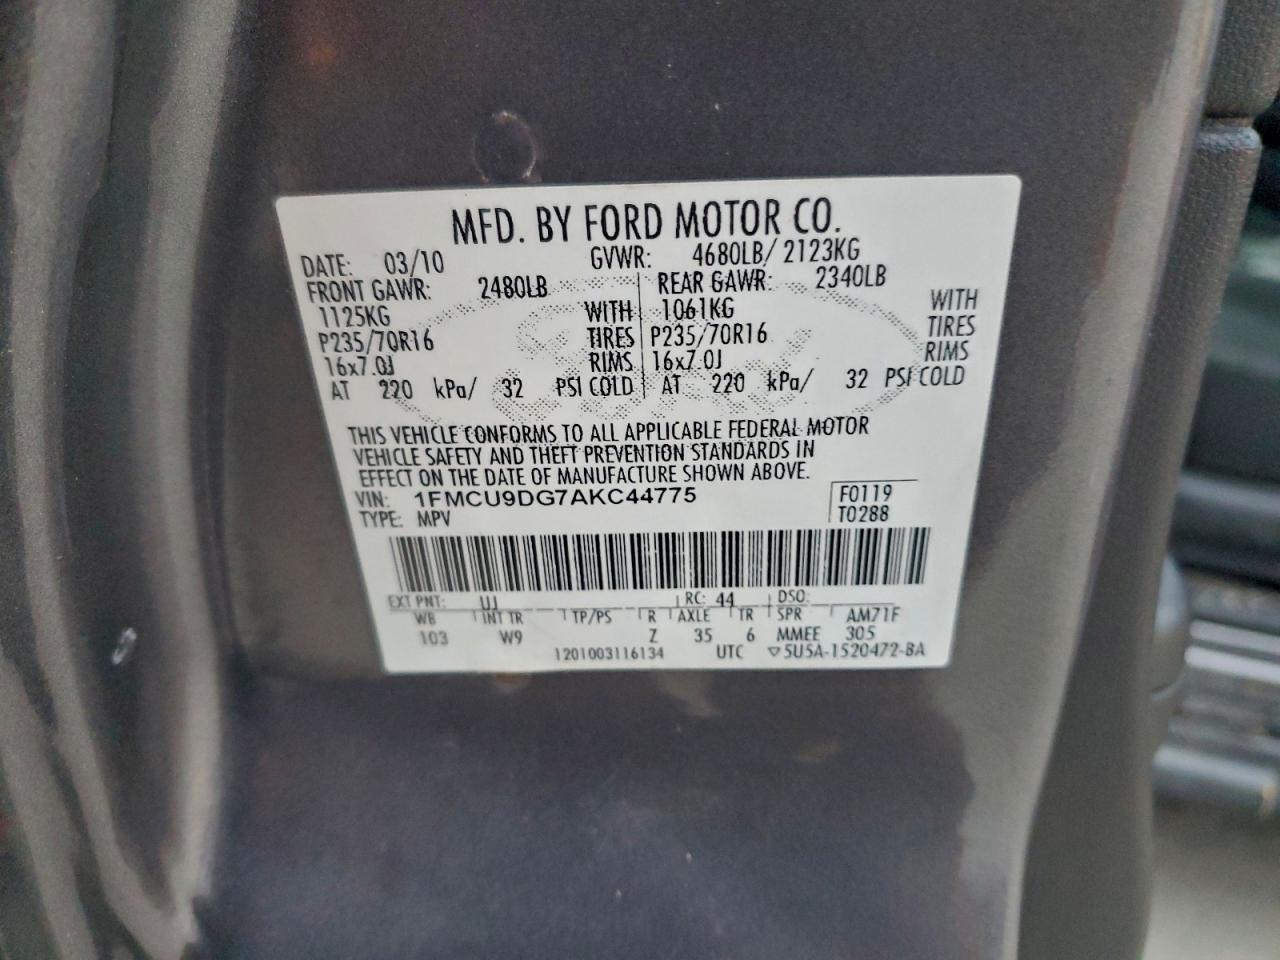 MFD. BY FORD MOTOR CO.
DATE: 03/10 GVWR: 4680LB/ 2123KG
FRONT GAWR: 2480LB REAR GAWR: 2340LB
1125KG WITH 1061KG WITH
P235/70R16 TIRES P235/70R16 TIRES
16x7.0J RIMS 16x7.0J RIMS
AT 220 kPa/ 32 PSI COLD AT 220 kPa/ 32 PSI COLD
THIS VEHICLE CONFORMS TO ALL APPLICABLE FEDERAL MOTOR
VEHICLE SAFETY AND THEFT PREVENTION STANDARDS IN
EFFECT ON THE DATE OF MANUFACTURE SHOWN ABOVE.
VIN: 1FMCU9DG7AKC44775 F0119
TYPE: MPV T0288
EXT PNT: UJ RC: 44 DSO:
WB INT TR TP/PS R AXLE TR SPR AM71F
103 W9 Z 35 6 MMEE 305
1201003116134 UTC ▽5U5A-1520472-BA